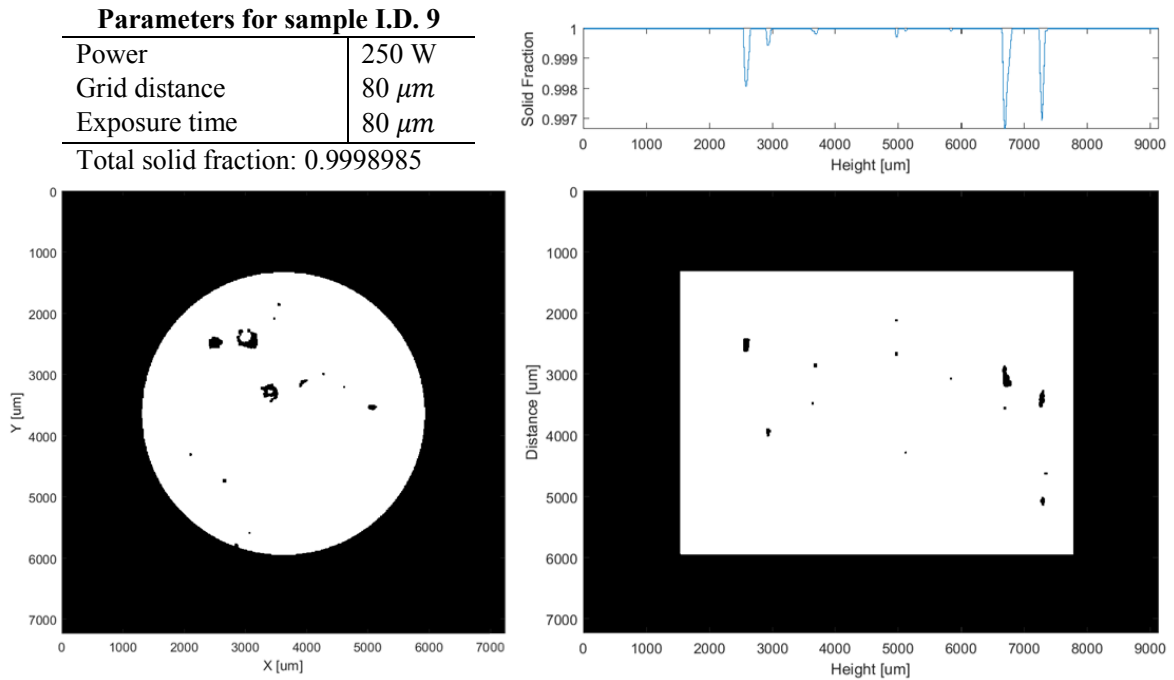 Parameters for sample I.D. 9
Power 250 W
Grid distance 80 μm
Exposure time 80 μm
Total solid fraction: 0.9998985
Solid Fraction
1
0.999
0.998
0.997
0 1000 2000 3000 4000 5000 6000 7000 8000 9000
Height [um]
Y [um]
0
1000
2000
3000
4000
5000
6000
7000
0 1000 2000 3000 4000 5000 6000 7000
X [um]
Distance [um]
0
1000
2000
3000
4000
5000
6000
7000
0 1000 2000 3000 4000 5000 6000 7000 8000 9000
Height [um]